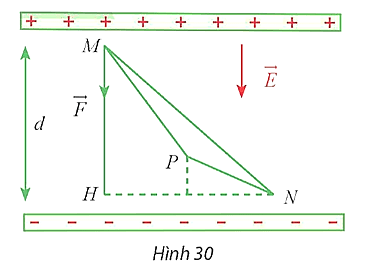 + + + + + + + + +
M
d
F⃗
E⃗
P
H
N
- - - - - - - - -
Hình 30